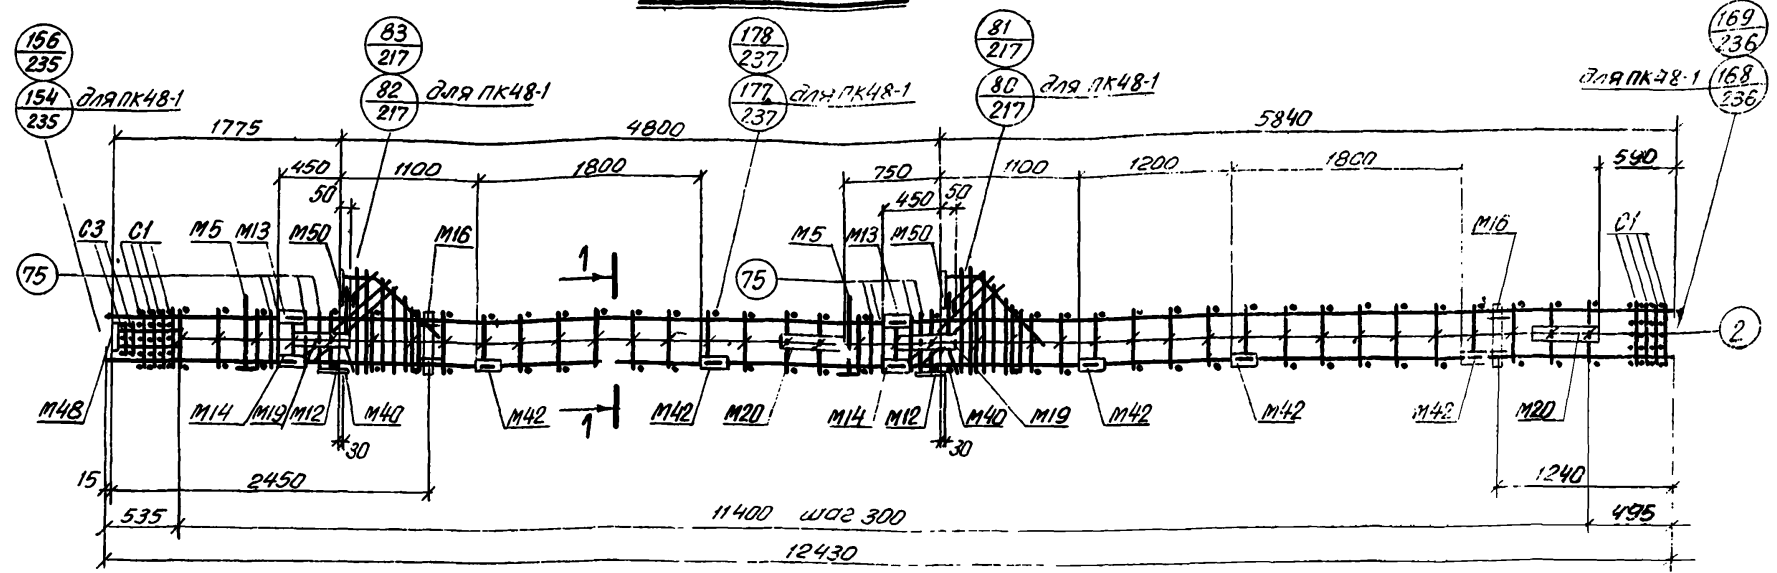 156
235
154
235
для ПК48-1
83
217
82
217
для ПК48-1
178
237
177
237
для ПК48-1
81
217
80
217
для ПК48-1
169
236
для ПК48-1
168
236
1775
4800
5840
450
1100
1800
750
1100
1200
1800
590
50
450
50
С3
С1
М5
М13
М50
М16
1
М5
М13
М50
М16
С1
75
75
2
М48
М14
М19
М12
М40
М42
1
М42
М20
М14
М12
М40
М19
М42
М42
М42
М20
30
30
15
2450
1240
535
11400 шаг 300
495
12430